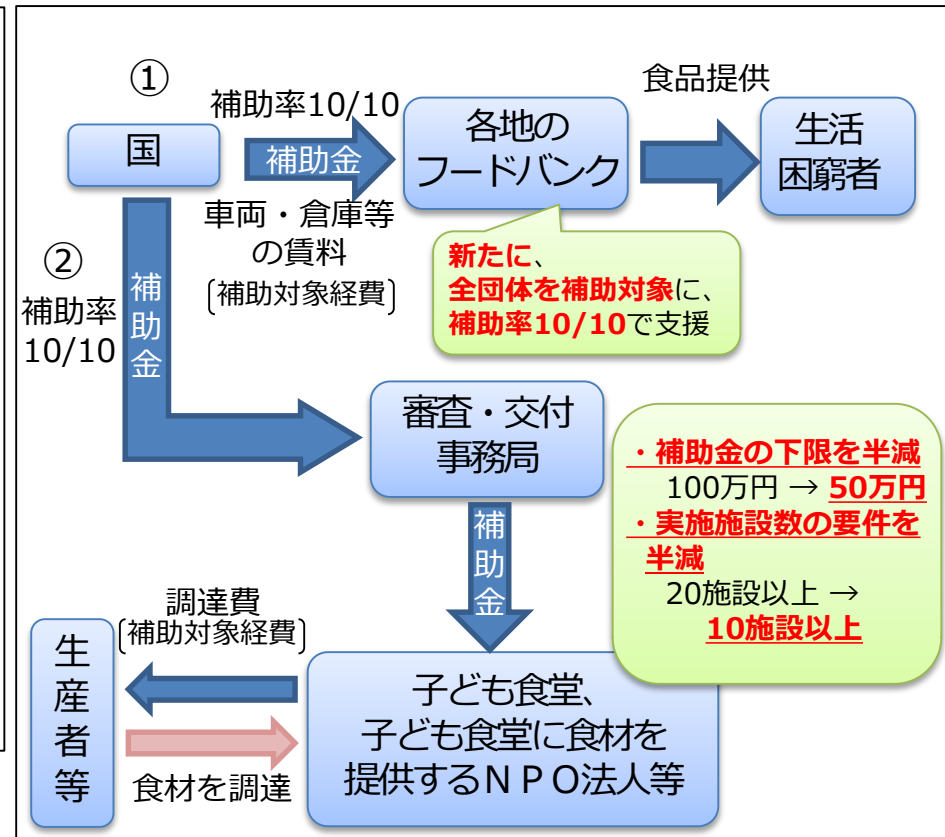 ①
国
補助率10/10
補助金
車両・倉庫等
の賃料
〔補助対象経費〕
各地の
フードバンク
食品提供
生活
困窮者
新たに、
全団体を補助対象に、
補助率10/10で支援
②
補助率
10/10
補助金
審査・交付
事務局
・補助金の下限を半減
100万円 → 50万円
・実施施設数の要件を
半減
20施設以上 →
10施設以上
補助金
調達費
〔補助対象経費〕
生産者等
食材を調達
子ども食堂、
子ども食堂に食材を
提供するＮＰＯ法人等